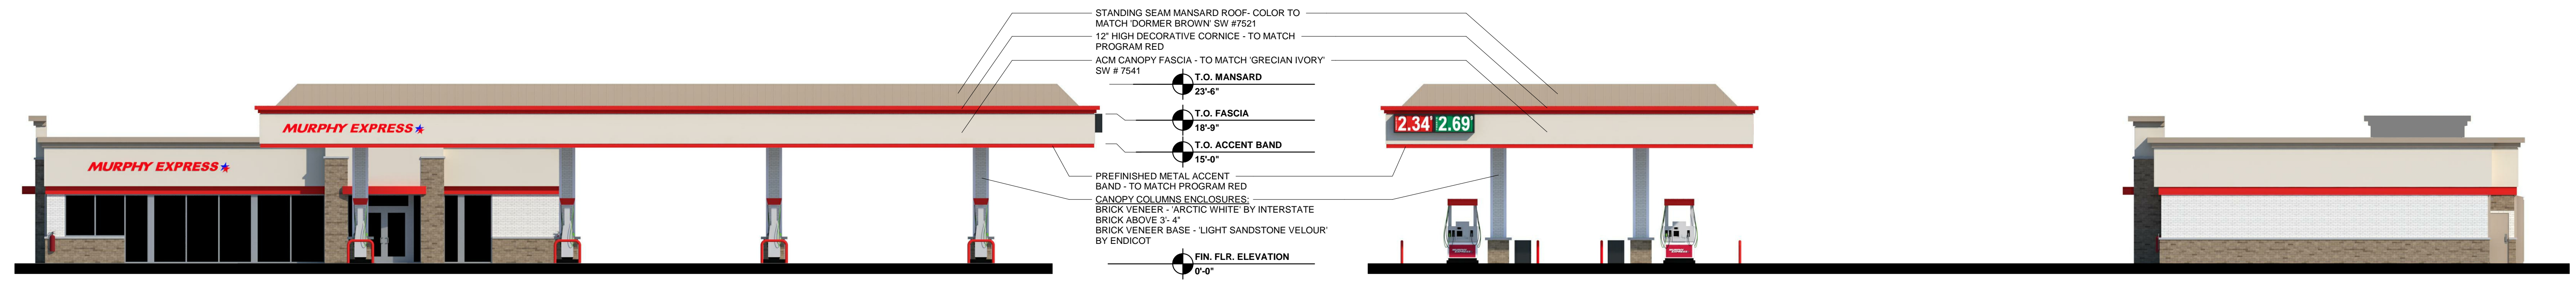 STANDING SEAM MANSARD ROOF- COLOR TO
MATCH 'DORMER BROWN' SW #7521
12" HIGH DECORATIVE CORNICE - TO MATCH
PROGRAM RED
ACM CANOPY FASCIA - TO MATCH 'GRECIAN IVORY'
SW # 7541
T.O. MANSARD
23'-6"
T.O. FASCIA
18'-9"
T.O. ACCENT BAND
15'-0"
PREFINISHED METAL ACCENT
BAND - TO MATCH PROGRAM RED
CANOPY COLUMNS ENCLOSURES:
BRICK VENEER - 'ARCTIC WHITE' BY INTERSTATE
BRICK ABOVE 3'- 4"
BRICK VENEER BASE - 'LIGHT SANDSTONE VELOUR'
BY ENDICOT
FIN. FLR. ELEVATION
0'-0"
MURPHY EXPRESS
MURPHY EXPRESS
2.34 2.69